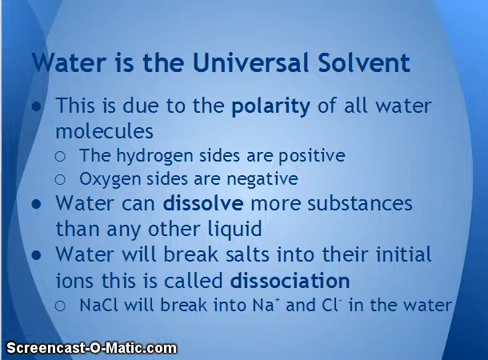 Water is the Universal Solvent
● This is due to the polarity of all water
molecules
○ The hydrogen sides are positive
○ Oxygen sides are negative
● Water can dissolve more substances
than any other liquid
● Water will break salts into their initial
ions this is called dissociation
○ NaCl will break into Na⁺ and Cl⁻ in the water
Screencast-O-Matic.com